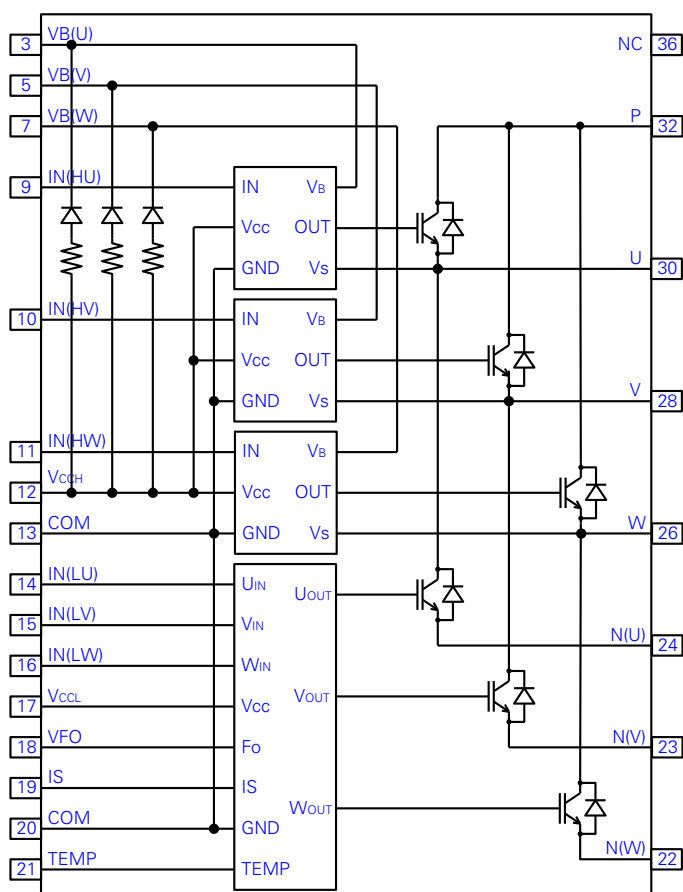 3 VB(U)
NC 36
5 VB(V)
7 VB(W)
P 32
9 IN(HU)
IN VB
Vcc OUT
GND Vs
U 30
10 IN(HV)
IN VB
Vcc OUT
GND Vs
V 28
11 IN(HW)
IN VB
12 VCCH
Vcc OUT
13 COM
GND Vs
W 26
14 IN(LU)
UIN UOUT
15 IN(LV)
VIN
N(U) 24
16 IN(LW)
WIN
17 VCCL
Vcc VOUT
18 VFO
Fo
N(V) 23
19 IS
IS WOUT
20 COM
GND
N(W) 22
21 TEMP
TEMP